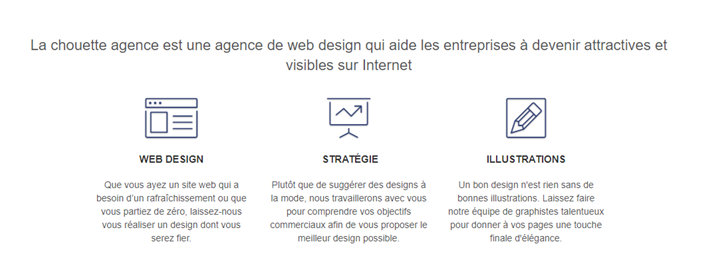 La chouette agence est une agence de web design qui aide les entreprises à devenir attractives et
visibles sur Internet
WEB DESIGN
Que vous ayez un site web qui a
besoin d'un rafraîchissement ou que
vous partiez de zéro, laissez-nous
vous réaliser un design dont vous
serez fier.
STRATÉGIE
Plutôt que de suggérer des designs à
la mode, nous travaillerons avec vous
pour comprendre vos objectifs
commerciaux afin de vous proposer le
meilleur design possible.
ILLUSTRATIONS
Un bon design n'est rien sans de
bonnes illustrations. Laissez faire
notre équipe de graphistes talentueux
pour donner à vos pages une touche
finale d'élégance.